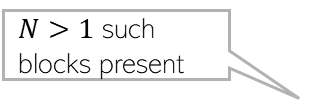 N > 1 such
blocks present